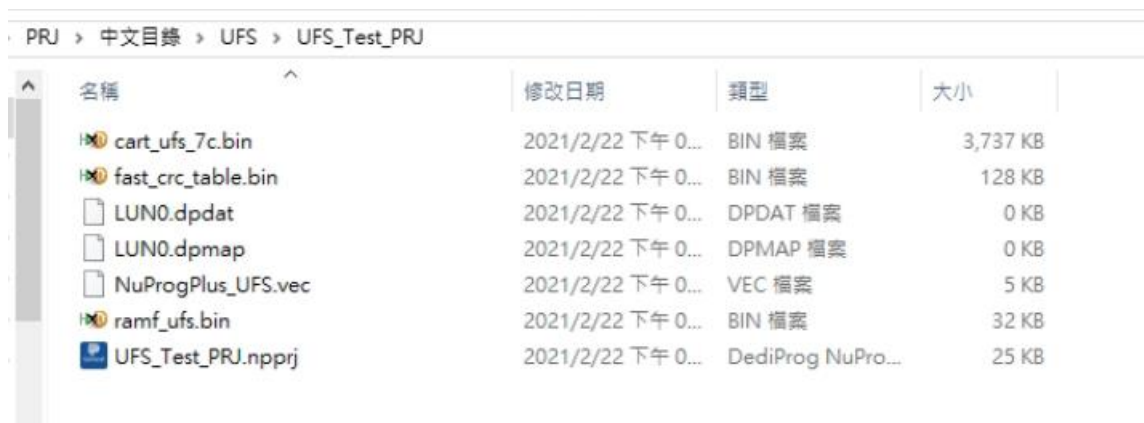 PRJ > 中文目錄 > UFS > UFS_Test_PRJ
名稱 修改日期 類型 大小
cart_ufs_7c.bin 2021/2/22 下午 0... BIN 檔案 3,737 KB
fast_crc_table.bin 2021/2/22 下午 0... BIN 檔案 128 KB
LUN0.dpdat 2021/2/22 下午 0... DPDAT 檔案 0 KB
LUN0.dpmap 2021/2/22 下午 0... DPMAP 檔案 0 KB
NuProgPlus_UFS.vec 2021/2/22 下午 0... VEC 檔案 5 KB
ramf_ufs.bin 2021/2/22 下午 0... BIN 檔案 32 KB
UFS_Test_PRJ.npprj 2021/2/22 下午 0... DediProg NuPro... 25 KB